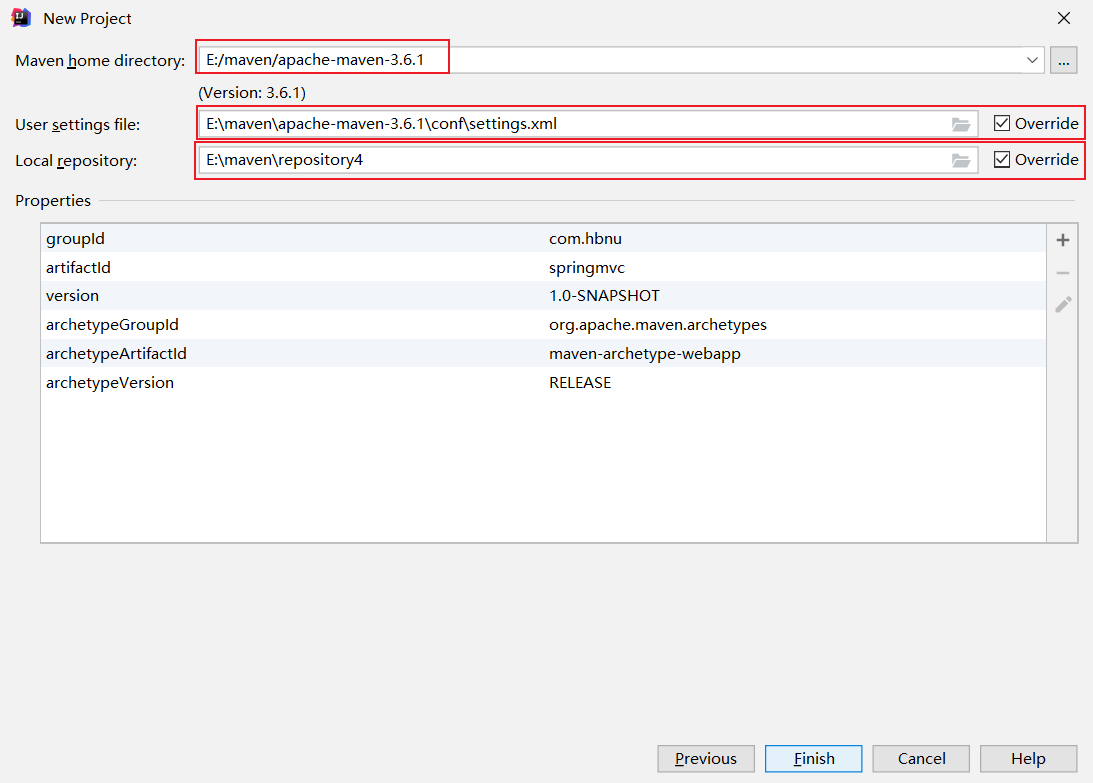 New Project
Maven home directory: E:/maven/apache-maven-3.6.1 ...
(Version: 3.6.1)
User settings file: E:\maven\apache-maven-3.6.1\conf\settings.xml Override
Local repository: E:\maven\repository4 Override
Properties
groupId com.hbnu
artifactId springmvc
version 1.0-SNAPSHOT
archetypeGroupId org.apache.maven.archetypes
archetypeArtifactId maven-archetype-webapp
archetypeVersion RELEASE
Previous Finish Cancel Help